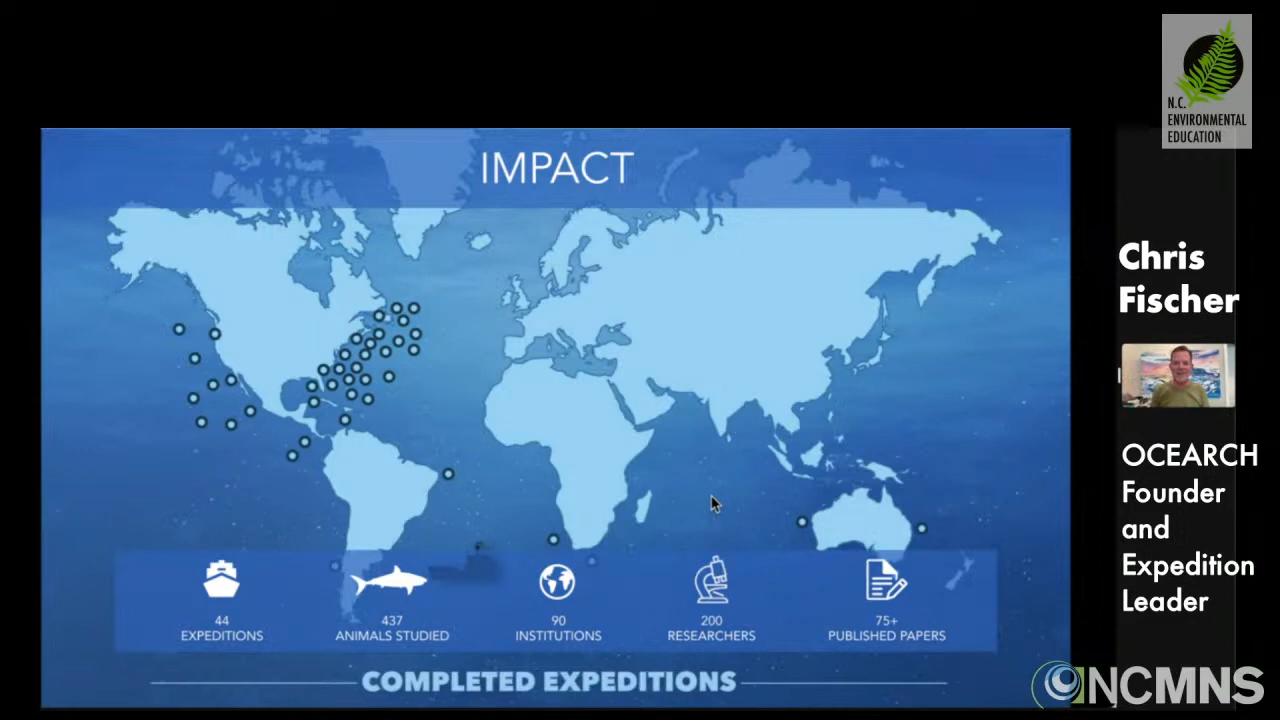 N.C.
ENVIRONMENTAL
EDUCATION
IMPACT
Chris
Fischer
OCEARCH
Founder
and
Expedition
Leader
44
EXPEDITIONS
437
ANIMALS STUDIED
90
INSTITUTIONS
200
RESEARCHERS
75+
PUBLISHED PAPERS
COMPLETED EXPEDITIONS
NCMNS